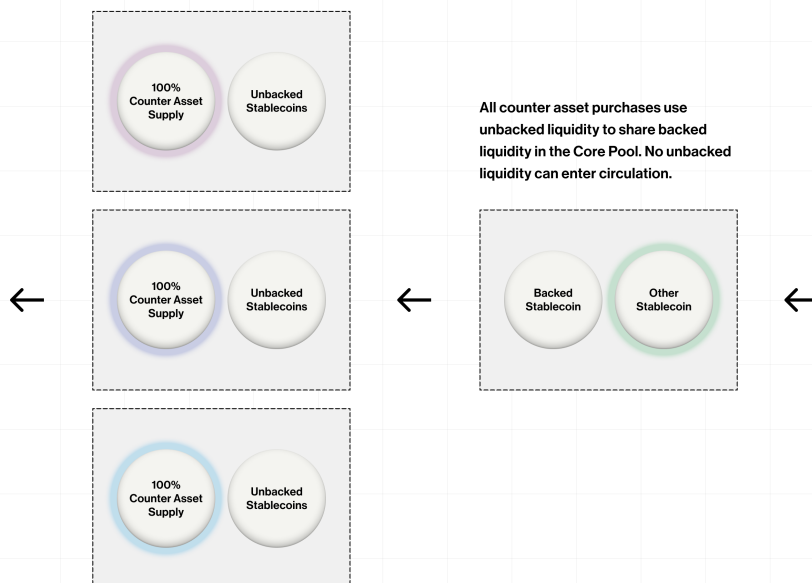 100%
Counter Asset
Supply
Unbacked
Stablecoins
All counter asset purchases use
unbacked liquidity to share backed
liquidity in the Core Pool. No unbacked
liquidity can enter circulation.
100%
Counter Asset
Supply
Unbacked
Stablecoins
Backed
Stablecoin
Other
Stablecoin
100%
Counter Asset
Supply
Unbacked
Stablecoins